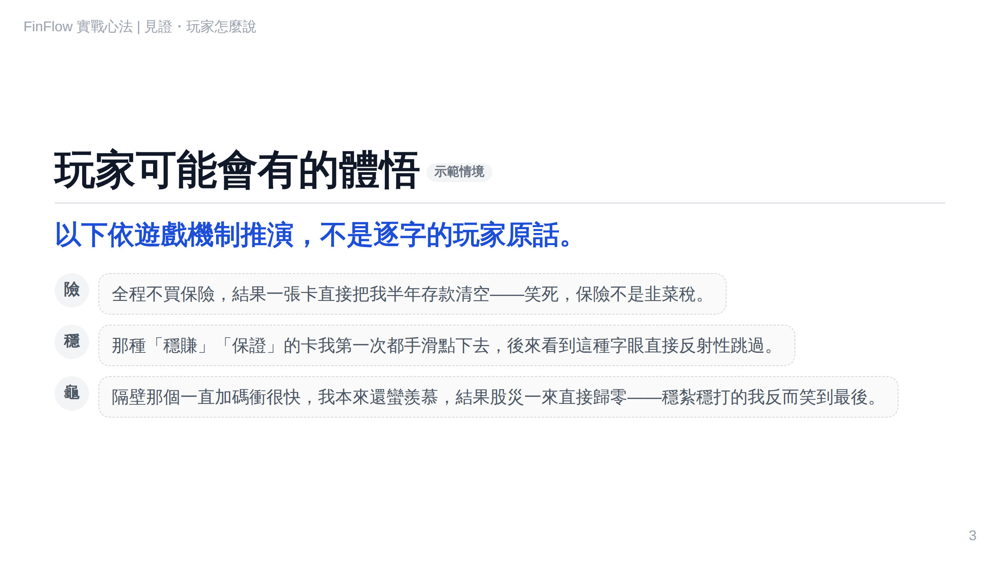 FinFlow 實戰心法 | 見證・玩家怎麼說
玩家可能會有的體悟 示範情境
以下依遊戲機制推演，不是逐字的玩家原話。
險 全程不買保險，結果一張卡直接把我半年存款清空——笑死，保險不是韭菜稅。
穩 那種「穩賺」「保證」的卡我第一次都手滑點下去，後來看到這種字眼直接反射性跳過。
龜 隔壁那個一直加碼衝很快，我本來還蠻羨慕，結果股災一來直接歸零——穩紮穩打的我反而笑到最後。
3